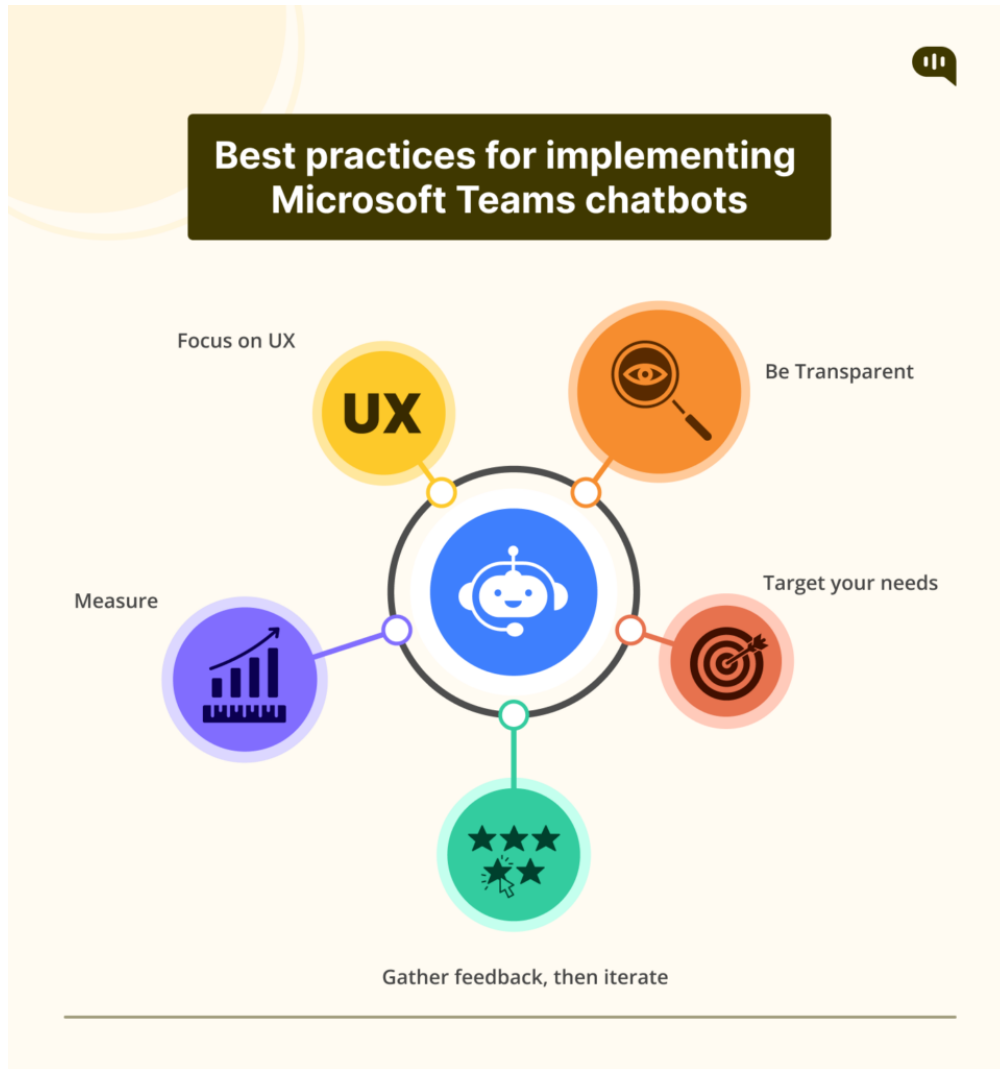 Best practices for implementing
Microsoft Teams chatbots
Focus on UX
UX
Be Transparent
Target your needs
Measure
Gather feedback, then iterate